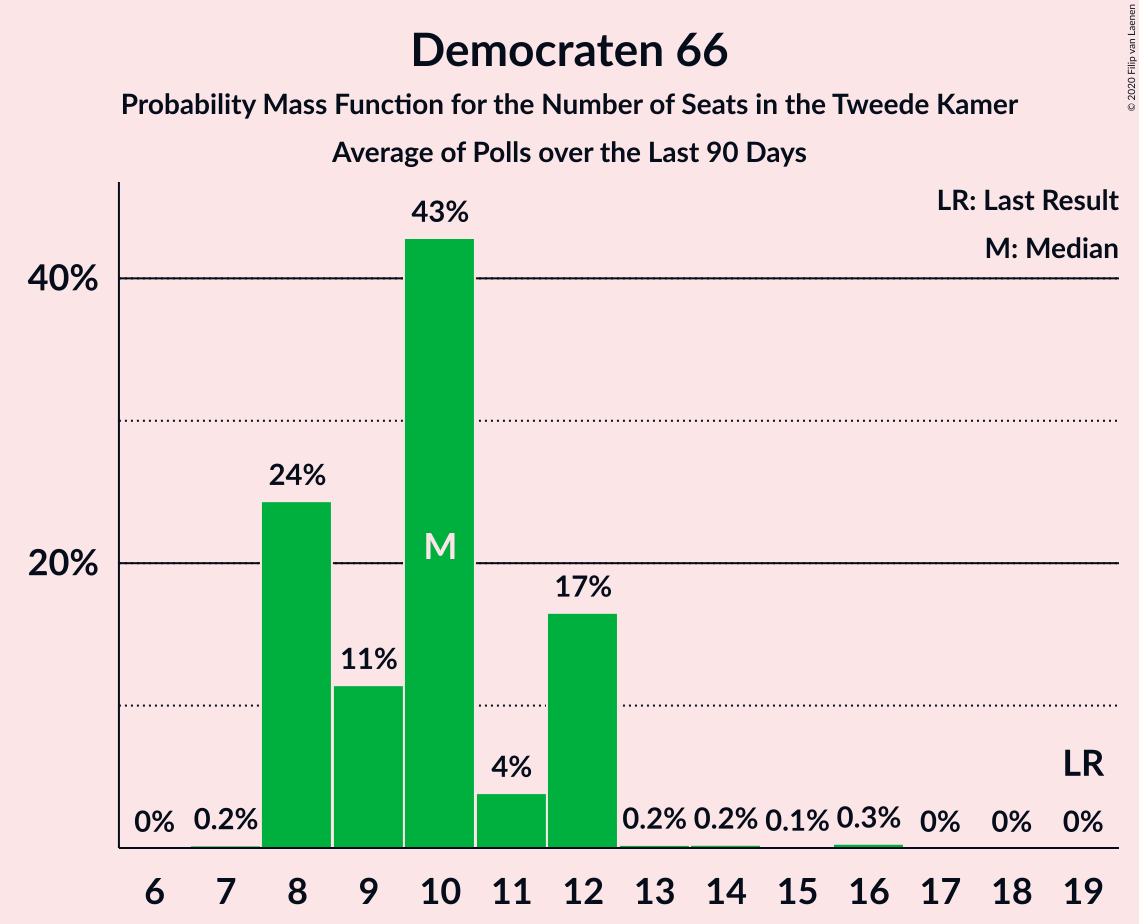 Democraten 66
Probability Mass Function for the Number of Seats in the Tweede Kamer
Average of Polls over the Last 90 Days
© 2020 Filip van Laenen
LR: Last Result
M: Median
43%
40%
24%
M
20%
17%
11%
4%
LR
0% 0.2% 0.2% 0.2% 0.1% 0.3% 0% 0% 0%
6 7 8 9 10 11 12 13 14 15 16 17 18 19